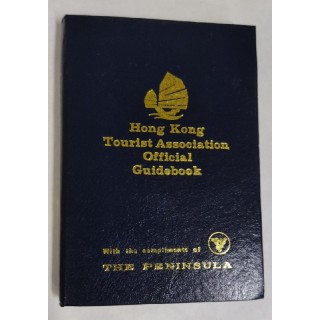 Hong Kong
Tourist Association
Official
Guidebook
With the compliments of
THE PENINSULA